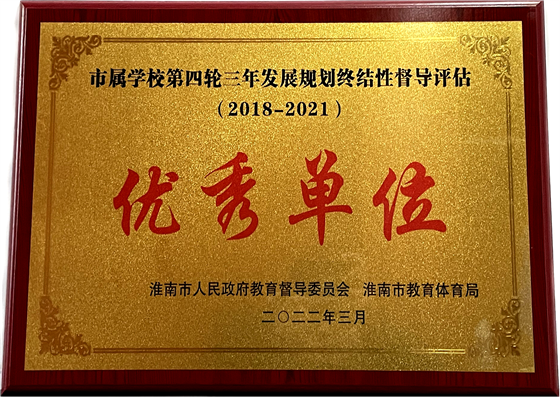 市属学校第四轮三年发展规划终结性督导评估
（2018-2021）
优秀单位
淮南市人民政府教育督导委员会 淮南市教育体育局
二〇二二年三月